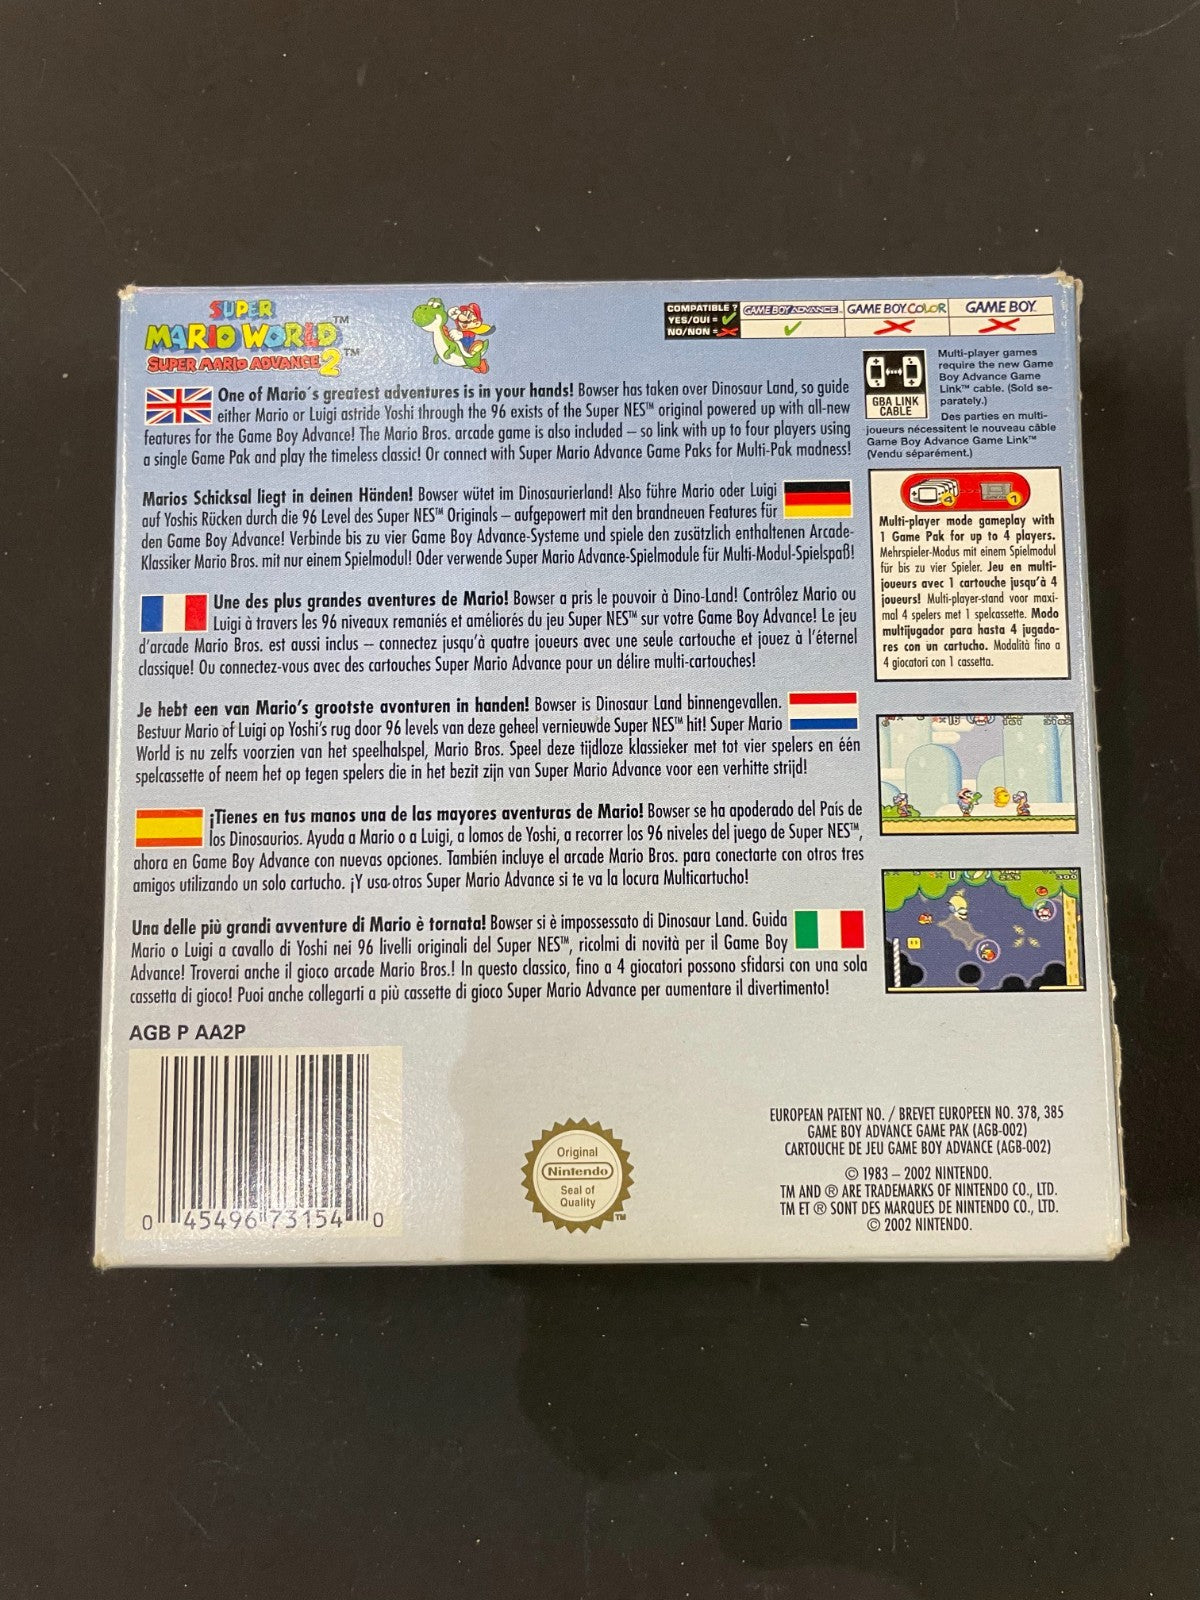 SUPER
MARIO WORLD™
SUPER MARIO ADVANCE 2™
COMPATIBLE ?
YES/OUI =
NO/NON =
GAME BOY ADVANCE
GAME BOY COLOR
GAME BOY
One of Mario's greatest adventures is in your hands! Bowser has taken over Dinosaur Land, so guide
either Mario or Luigi astride Yoshi through the 96 exists of the Super NES™ original powered up with all-new
features for the Game Boy Advance! The Mario Bros. arcade game is also included – so link with up to four players using
a single Game Pak and play the timeless classic! Or connect with Super Mario Advance Game Paks for Multi-Pak madness!
Marios Schicksal liegt in deinen Händen! Bowser wütet im Dinosaurierland! Also führe Mario oder Luigi
auf Yoshis Rücken durch die 96 Level des Super NES™ Originals – aufgepowert mit den brandneuen Features für
den Game Boy Advance! Verbinde bis zu vier Game Boy Advance-Systeme und spiele den zusätzlich enthaltenen Arcade-
Klassiker Mario Bros. mit nur einem Spielmodul! Oder verwende Super Mario Advance-Spielmodule für Multi-Modul-Spielspaß!
Une des plus grandes aventures de Mario! Bowser a pris le pouvoir à Dino-Land! Contrôlez Mario ou
Luigi à travers les 96 niveaux remaniés et améliorés du jeu Super NES™ sur votre Game Boy Advance! Le jeu
d'arcade Mario Bros. est aussi inclus – connectez jusqu'à quatre joueurs avec une seule cartouche et jouez à l'éternel
classique! Ou connectez-vous avec des cartouches Super Mario Advance pour un délire multi-cartouches!
Je hebt een van Mario's grootste avonturen in handen! Bowser is Dinosaur Land binnengevallen.
Bestuur Mario of Luigi op Yoshi's rug door 96 levels van deze geheel vernieuwde Super NES™ hit! Super Mario
World is nu zelfs voorzien van het speelhalspel, Mario Bros. Speel deze tijdloze klassieker met tot vier spelers en één
spelcassette of neem het op tegen spelers die in het bezit zijn van Super Mario Advance voor een verhitte strijd!
¡Tienes en tus manos una de las mayores aventuras de Mario! Bowser se ha apoderado del País de
los Dinosaurios. Ayuda a Mario o a Luigi, a lomos de Yoshi, a recorrer los 96 niveles del juego de Super NES™,
ahora en Game Boy Advance con nuevas opciones. También incluye el arcade Mario Bros. para conectarte con otros tres
amigos utilizando un solo cartucho. ¡Y usa otros Super Mario Advance si te va la locura Multicartucho!
Una delle più grandi avventure di Mario è tornata! Bowser si è impossessato di Dinosaur Land. Guida
Mario o Luigi a cavallo di Yoshi nei 96 livelli originali del Super NES™, ricolmi di novità per il Game Boy
Advance! Troverai anche il gioco arcade Mario Bros.! In questo classico, fino a 4 giocatori possono sfidarsi con una sola
cassetta di gioco! Puoi anche collegarti a più cassette di gioco Super Mario Advance per aumentare il divertimento!
GBA LINK
CABLE
Multi-player games
require the new Game
Boy Advance Game
Link™ cable. (Sold se-
parately.)
Des parties en multi-
joueurs nécessitent le nouveau câble
Game Boy Advance Game Link™
(Vendu séparément.)
4
1
Multi-player mode gameplay with
1 Game Pak for up to 4 players.
Mehrspieler-Modus mit einem Spielmodul
für bis zu vier Spieler. Jeu en multi-
joueurs avec 1 cartouche jusqu'à 4
joueurs! Multi-player-stand voor maxi-
mal 4 spelers met 1 spelcassette. Modo
multijugador para hasta 4 jugado-
res con un cartucho. Modalità fino a
4 giocatori con 1 cassetta.
AGB P AA2P
0 45496 73154 0
Original
Nintendo
Seal of
Quality
TM
EUROPEAN PATENT NO. / BREVET EUROPEEN NO. 378, 385
GAME BOY ADVANCE GAME PAK (AGB-002)
CARTOUCHE DE JEU GAME BOY ADVANCE (AGB-002)
© 1983 – 2002 NINTENDO.
TM AND ® ARE TRADEMARKS OF NINTENDO CO., LTD.
TM ET ® SONT DES MARQUES DE NINTENDO CO., LTD.
© 2002 NINTENDO.